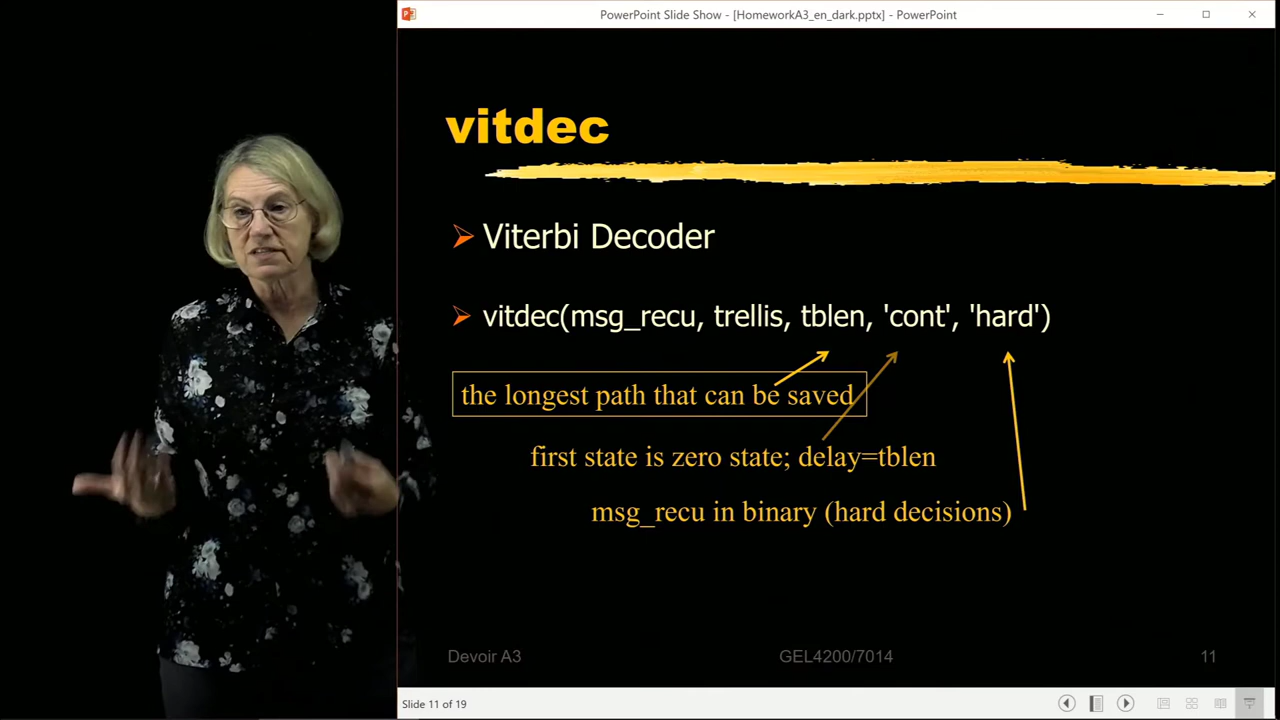 PowerPoint Slide Show - [HomeworkA3_en_dark.pptx] - PowerPoint
vitdec
Viterbi Decoder
vitdec(msg_recu, trellis, tblen, 'cont', 'hard')
the longest path that can be saved
first state is zero state; delay=tblen
msg_recu in binary (hard decisions)
Devoir A3
GEL4200/7014
11
Slide 11 of 19